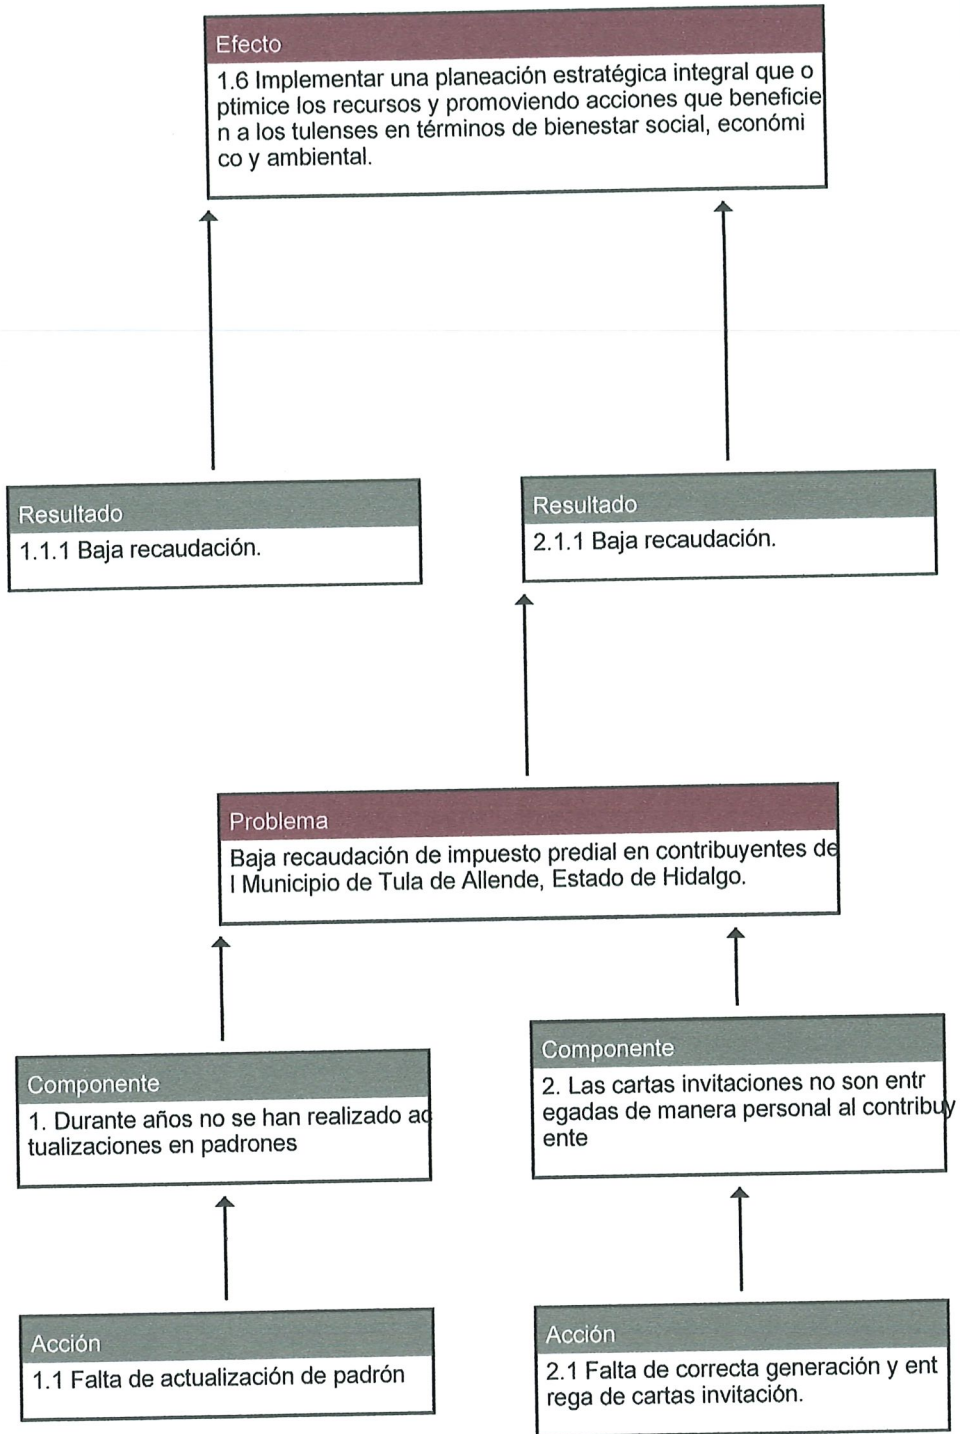 Efecto
1.6 Implementar una planeación estratégica integral que o
ptimice los recursos y promoviendo acciones que beneficie
n a los tulenses en términos de bienestar social, económi
co y ambiental.
Resultado
1.1.1 Baja recaudación.
Resultado
2.1.1 Baja recaudación.
Problema
Baja recaudación de impuesto predial en contribuyentes de
l Municipio de Tula de Allende, Estado de Hidalgo.
Componente
1. Durante años no se han realizado ac
tualizaciones en padrones
Componente
2. Las cartas invitaciones no son entr
egadas de manera personal al contribuy
ente
Acción
1.1 Falta de actualización de padrón
Acción
2.1 Falta de correcta generación y ent
rega de cartas invitación.